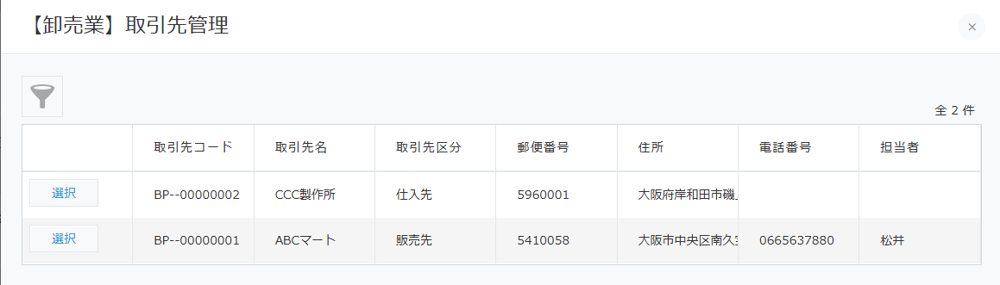 【卸売業】取引先管理
×
全 2 件
取引先コード 取引先名 取引先区分 郵便番号 住所 電話番号 担当者
選択 BP--00000002 CCC製作所 仕入先 5960001 大阪府岸和田市磯
選択 BP--00000001 ABCマート 販売先 5410058 大阪市中央区南久 0665637880 松井